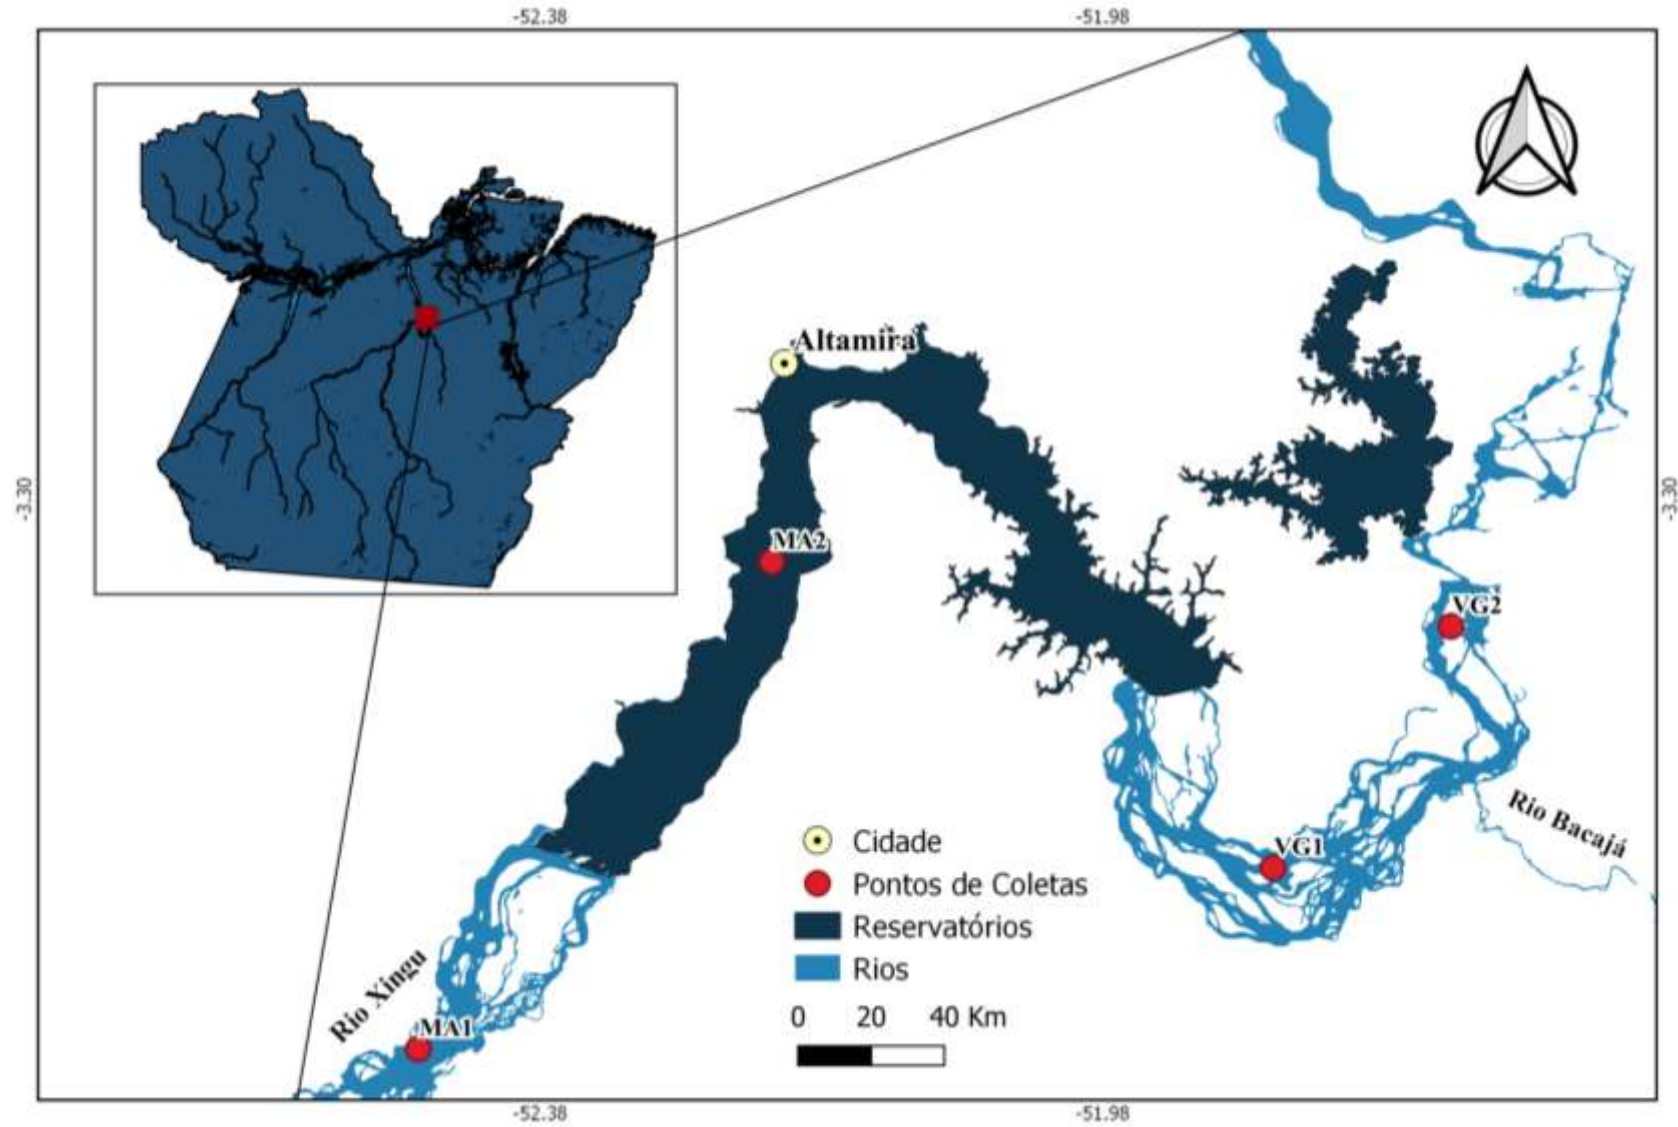 -52.38
-51.98
Altamira
-3.30
-3.30
MA2
VG2
Rio Bacajá
VG1
Cidade
Pontos de Coletas
Reservatórios
Rios
0 20 40 Km
Rio Xingu
MA1
-52.38
-51.98